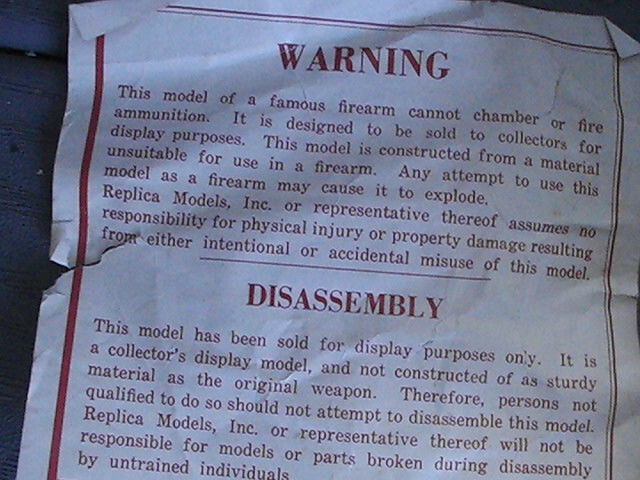 WARNING
This model of a famous firearm cannot chamber or fire
ammunition. It is designed to be sold to collectors for
display purposes. This model is constructed from a material
unsuitable for use in a firearm. Any attempt to use this
model as a firearm may cause it to explode.
Replica Models, Inc. or representative thereof assumes no
responsibility for physical injury or property damage resulting
from either intentional or accidental misuse of this model.
DISASSEMBLY
This model has been sold for display purposes only. It is
a collector's display model, and not constructed of as sturdy
material as the original weapon. Therefore, persons not
qualified to do so should not attempt to disassemble this model.
Replica Models, Inc. or representative thereof will not be
responsible for models or parts broken during disassembly
by untrained individuals